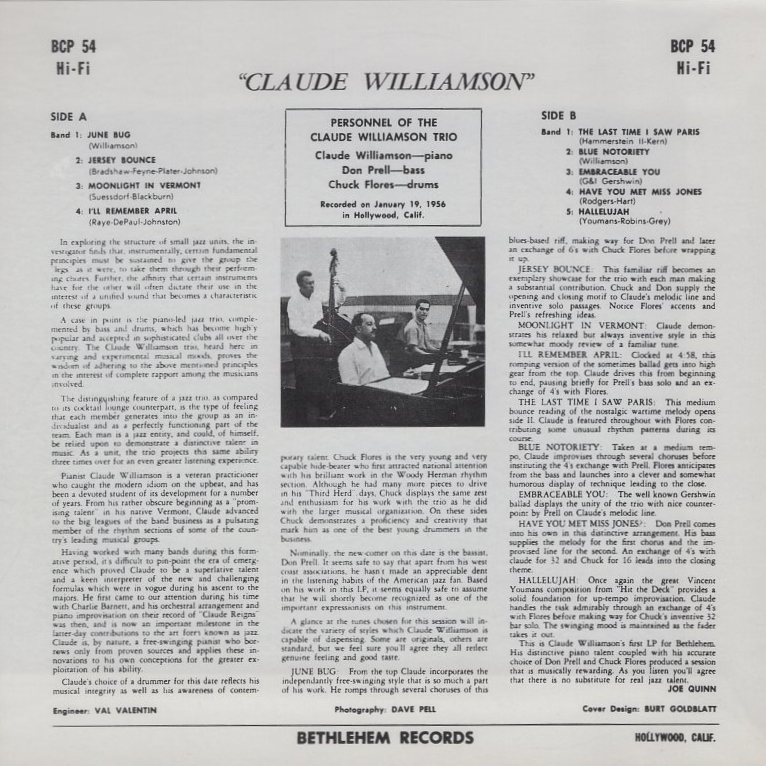 BCP 54
Hi-Fi
BCP 54
Hi-Fi
"CLAUDE WILLIAMSON"
SIDE A
Band 1: JUNE BUG
(Williamson)
2: JERSEY BOUNCE
(Bradshaw-Feyne-Plater-Johnson)
3: MOONLIGHT IN VERMONT
(Suessdorf-Blackburn)
4: I'LL REMEMBER APRIL
(Raye-DePaul-Johnston)
PERSONNEL OF THE
CLAUDE WILLIAMSON TRIO
Claude Williamson—piano
Don Prell—bass
Chuck Flores—drums
Recorded on January 19, 1956
in Hollywood, Calif.
SIDE B
Band 1: THE LAST TIME I SAW PARIS
(Hammerstein II-Kern)
2: BLUE NOTORIETY
(Williamson)
3: EMBRACEABLE YOU
(G&I Gershwin)
4: HAVE YOU MET MISS JONES
(Rodgers-Hart)
5: HALLELUJAH
(Youmans-Robins-Grey)
In exploring the structure of small jazz units, the in-
vestigator finds that, instrumentally, certain fundamental
principles must be sustained to give the group the
"legs" as it were, to take them through their perform-
ing chores. Further, the affinity that certain instruments
have for the other will often dictate their use in the
interest of a unified sound that becomes a characteristic
of these groups.
A case in point is the piano-led jazz trio, comple-
mented by bass and drums, which has become highly
popular and accepted in sophisticated clubs all over the
country. The Claude Williamson trio, heard here in
varying and experimental musical moods, proves the
wisdom of adhering to the above mentioned principles
in the interest of complete rapport among the musicians
involved.
The distinguishing feature of a jazz trio, as compared
to its cocktail lounge counterpart, is the type of feeling
that each member generates into the group as an in-
dividualist and as a perfectly functioning part of the
team. Each man is a jazz entity, and could, of himself,
be relied upon to demonstrate a distinctive talent in
music. As a unit, the trio projects this same ability
three times over for an even greater listening experience.
Pianist Claude Williamson is a veteran practitioner
who caught the modern idiom on the upbeat, and has
been a devoted student of its development for a number
of years. From his rather obscure beginning as a "prom-
ising talent" in his native Vermont, Claude advanced
to the big leagues of the band business as a pulsating
member of the rhythm sections of some of the coun-
try's leading musical groups.
Having worked with many bands during this form-
ative period, it's difficult to pin-point the era of emerg-
ence which proved Claude to be a superlative talent
and a keen interpreter of the new and challenging
formulas which were in vogue during his ascent to the
majors. He first came to our attention during his time
with Charlie Barnett, and his orchestral arrangement and
piano improvisation on their record of "Claude Reigns"
was then, and is now an important milestone in the
latter-day contributions to the art form known as jazz.
Claude is, by nature, a free-swinging pianist who bor-
rows only from proven sources and applies these in-
novations to his own conceptions for the greater ex-
ploitation of his ability.
Claude's choice of a drummer for this date reflects his
musical integrity as well as his awareness of contem-
porary talent. Chuck Flores is the very young and very
capable hide-beater who first attracted national attention
with his brilliant work in the Woody Herman rhythm
section. Although he had many more pieces to drive
in his "Third Herd" days, Chuck displays the same zest
and enthusiasm for his work with the trio as he did
with the larger musical organization. On these sides
Chuck demonstrates a proficiency and creativity that
mark him as one of the best young drummers in the
business.
Nominally, the new-comer on this date is the bassist,
Don Prell. It seems safe to say that apart from his west
coast associations, he hasn't made an appreciable dent
in the listening habits of the American jazz fan. Based
on his work in this LP, it seems equally safe to assume
that he will shortly become recognized as one of the
important expressionists on this instrument.
A glance at the tunes chosen for this session will in-
dicate the variety of styles which Claude Williamson is
capable of dispensing. Some are originals, others are
standard, but we feel sure you'll agree they all reflect
genuine feeling and good taste.
JUNE BUG: From the top Claude incorporates the
independantly free-swinging style that is so much a part
of his work. He romps through several choruses of this
blues-based riff, making way for Don Prell and later
an exchange of 6's with Chuck Flores before wrapping
it up.
JERSEY BOUNCE: This familiar riff becomes an
exemplary showcase for the trio with each man making
a substantial contribution. Chuck and Don supply the
opening and closing motif to Claude's melodic line and
inventive solo passages. Notice Flores' accents and
Prell's refreshing ideas.
MOONLIGHT IN VERMONT: Claude demon-
strates his relaxed but always inventive style in this
somewhat moody review of a familiar tune.
I'LL REMEMBER APRIL: Clocked at 4:58, this
romping version of the sometimes ballad gets into high
gear from the top. Claude drives this from beginning
to end, pausing briefly for Prell's bass solo and an ex-
change of 4's with Flores.
THE LAST TIME I SAW PARIS: This medium
bounce reading of the nostalgic wartime melody opens
side II. Claude is featured throughout with Flores con-
tributing some unusual rhythm patterns during its
course.
BLUE NOTORIETY: Taken at a medium tem-
po, Claude improvises through several choruses before
instituting the 4's exchange with Prell. Flores anticipates
from the bass and launches into a clever and somewhat
humorous display of technique leading to the close.
EMBRACEABLE YOU: The well known Gershwin
ballad displays the unity of the trio with nice counter-
point by Prell on Claude's melodic line.
HAVE YOU MET MISS JONES?: Don Prell comes
into his own in this distinctive arrangement. His bass
supplies the melody for the first chorus and the im-
provised line for the second. An exchange of 4's with
claude for 32 and Chuck for 16 leads into the closing
theme.
HALLELUJAH: Once again the great Vincent
Youmans composition from "Hit the Deck" provides a
solid foundation for up-tempo improvisation. Claude
handles the task admirably through an exchange of 4's
with Flores before making way for Chuck's inventive 32
bar solo. The swinging mood is maintained as the fader
takes it out.
This is Claude Williamson's first LP for Bethlehem.
His distinctive piano talent coupled with his accurate
choice of Don Prell and Chuck Flores produced a session
that is musically rewarding. As you listen you'll agree
that there is no substitute for real jazz talent.
JOE QUINN
Engineer: VAL VALENTIN
Photography: DAVE PELL
Cover Design: BURT GOLDBLATT
BETHLEHEM RECORDS
HOLLYWOOD, CALIF.